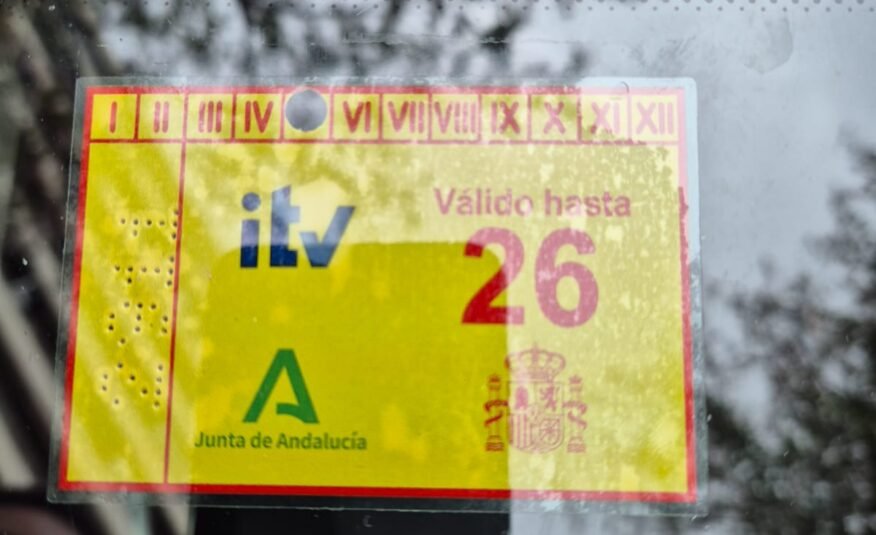 I II III IV VI VII VIII IX X XI XII
itv
Válido hasta
26
Junta de Andalucía